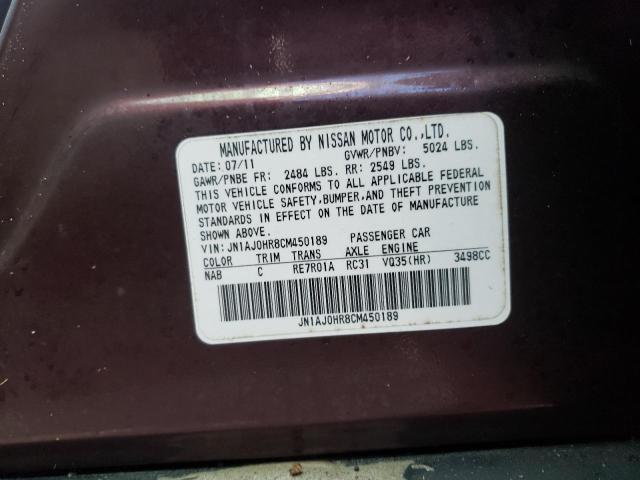 MANUFACTURED BY NISSAN MOTOR CO.,LTD.
DATE: 07/11 GVWR/PNBV: 5024 LBS.
GAWR/PNBE FR: 2484 LBS. RR: 2549 LBS.
THIS VEHICLE CONFORMS TO ALL APPLICABLE FEDERAL
MOTOR VEHICLE SAFETY, BUMPER, AND THEFT PREVENTION
STANDARDS IN EFFECT ON THE DATE OF MANUFACTURE
SHOWN ABOVE.
VIN: JN1AJ0HR8CM450189 PASSENGER CAR
COLOR TRIM TRANS AXLE ENGINE
NAB C RE7R01A RC31 VQ35(HR) 3498CC
JN1AJ0HR8CM450189